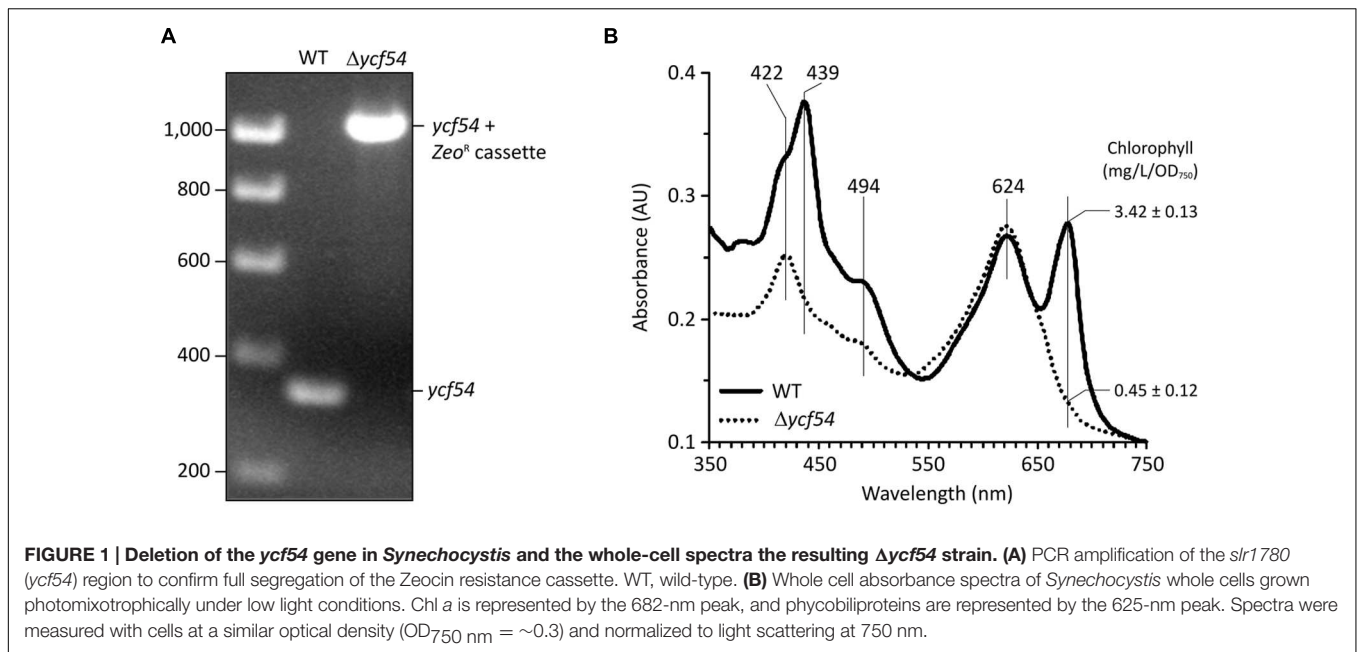 A
WT Δycf54
1,000
800
600
400
200
ycf54 +
Zeoᴿ cassette
ycf54
B
422 439
494
624
Chlorophyll
(mg/L/OD₇₅₀)
3.42 ± 0.13
0.45 ± 0.12
0.4
0.3
0.2
0.1
Absorbance (AU)
WT
Δycf54
350 450 550 650 750
Wavelength (nm)
FIGURE 1 | Deletion of the ycf54 gene in Synechocystis and the whole-cell spectra the resulting Δycf54 strain. (A) PCR amplification of the slr1780
(ycf54) region to confirm full segregation of the Zeocin resistance cassette. WT, wild-type. (B) Whole cell absorbance spectra of Synechocystis whole cells grown
photomixotrophically under low light conditions. Chl a is represented by the 682-nm peak, and phycobiliproteins are represented by the 625-nm peak. Spectra were
measured with cells at a similar optical density (OD₇₅₀ ₙₘ = ~0.3) and normalized to light scattering at 750 nm.